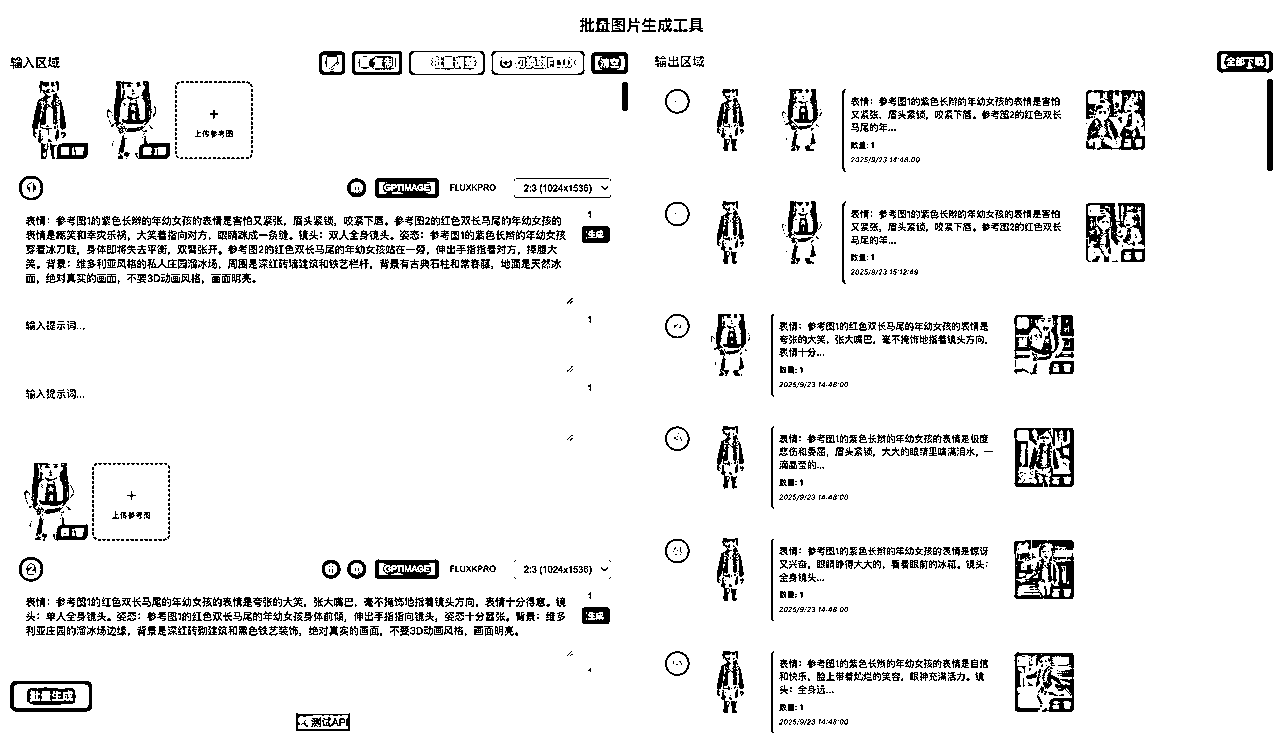 批量图片生成工具
输入区域
批量调整
切换到FLUX
清空
上传参考图
1
GPTIMAGE
FLUXKPRO
2:3 (1024x1536)
表情：参考图1的紫色长辫的年幼女孩的表情是害怕又紧张，眉头紧锁，咬紧下唇。参考图2的红色双长马尾的年幼女孩的
表情是嘲笑和幸灾乐祸，大笑着指向对方，眼睛眯成一条缝。镜头：双人全身镜头。姿态：参考图1的紫色长辫的年幼女孩
穿着冰刀鞋，身体即将失去平衡，双臂张开。参考图2的红色双长马尾的年幼女孩站在一旁，伸出手指指着对方，捧腹大
笑。背景：维多利亚风格的私人庄园溜冰场，周围是深红砖墙建筑和铁艺栏杆，背景有古典石柱和常春藤，地面是天然冰
面，绝对真实的画面，不要3D动画风格，画面明亮。
1
生成
输入提示词...
1
输入提示词...
1
上传参考图
2
GPTIMAGE
FLUXKPRO
2:3 (1024x1536)
表情：参考图1的红色双长马尾的年幼女孩的表情是夸张的大笑，张大嘴巴，毫不掩饰地指着镜头方向，表情十分得意。镜
头：单人全身镜头。姿态：参考图1的红色双长马尾的年幼女孩身体前倾，伸出手指指向镜头，姿态十分嚣张。背景：维多
利亚庄园的溜冰场边缘，背景是深红砖砌建筑和黑色铁艺装饰，绝对真实的画面，不要3D动画风格，画面明亮。
1
生成
批量生成
测试API
输出区域
全部下载
表情：参考图1的紫色长辫的年幼女孩的表情是害怕
又紧张，眉头紧锁，咬紧下唇。参考图2的红色双长
马尾的年...
数量: 1
2025/9/23 14:48:00
表情：参考图1的紫色长辫的年幼女孩的表情是害怕
又紧张，眉头紧锁，咬紧下唇。参考图2的红色双长
马尾的年...
数量: 1
2025/9/23 15:12:49
表情：参考图1的红色双长马尾的年幼女孩的表情是
夸张的大笑，张大嘴巴，毫不掩饰地指着镜头方向，
表情十分...
数量: 1
2025/9/23 14:48:00
表情：参考图1的紫色长辫的年幼女孩的表情是极度
悲伤和委屈，眉头紧锁，大大的眼睛里噙满泪水，一
滴晶莹的...
数量: 1
2025/9/23 14:48:00
表情：参考图1的紫色长辫的年幼女孩的表情是惊讶
又兴奋，眼睛睁得大大的，看着眼前的冰箱。镜头：
全身镜头...
数量: 1
2025/9/23 14:48:00
表情：参考图1的紫色长辫的年幼女孩的表情是自信
和快乐，脸上带着灿烂的笑容，眼神充满活力。镜
头：全身远...
数量: 1
2025/9/23 14:48:00